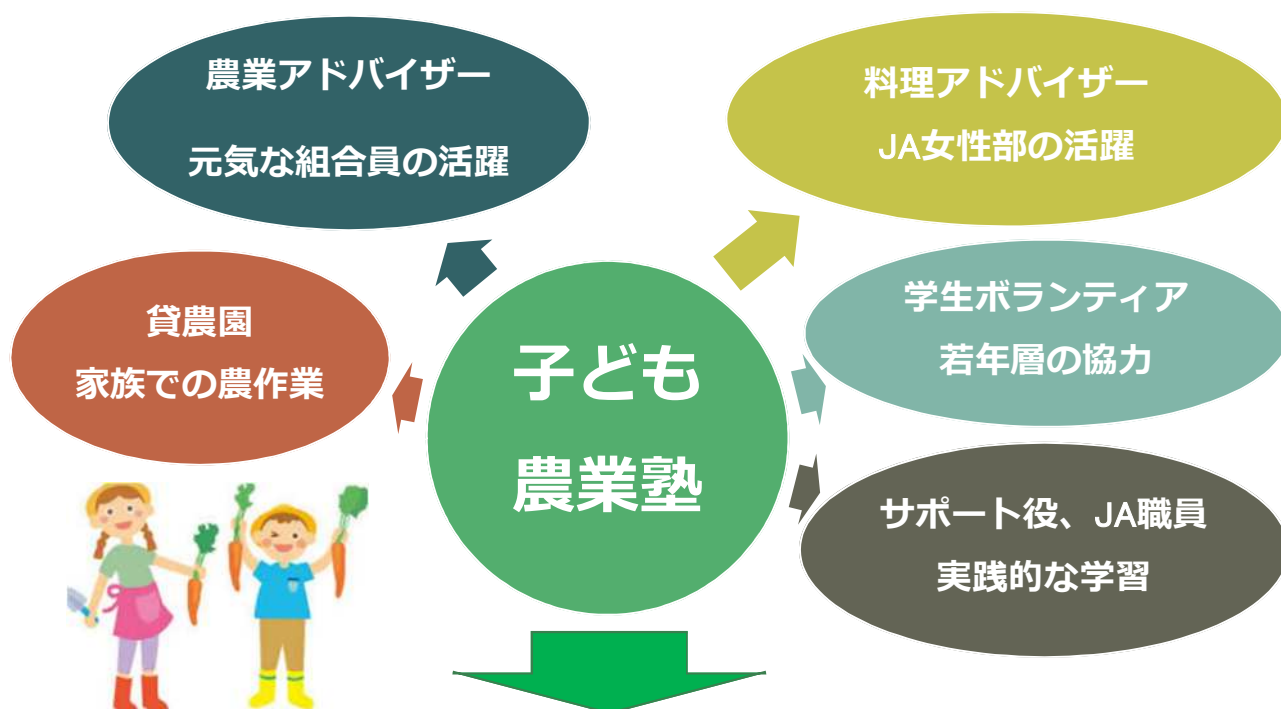 農業アドバイザー
元気な組合員の活躍
料理アドバイザー
JA女性部の活躍
貸農園
家族での農作業
子ども
農業塾
学生ボランティア
若年層の協力
サポート役、JA職員
実践的な学習